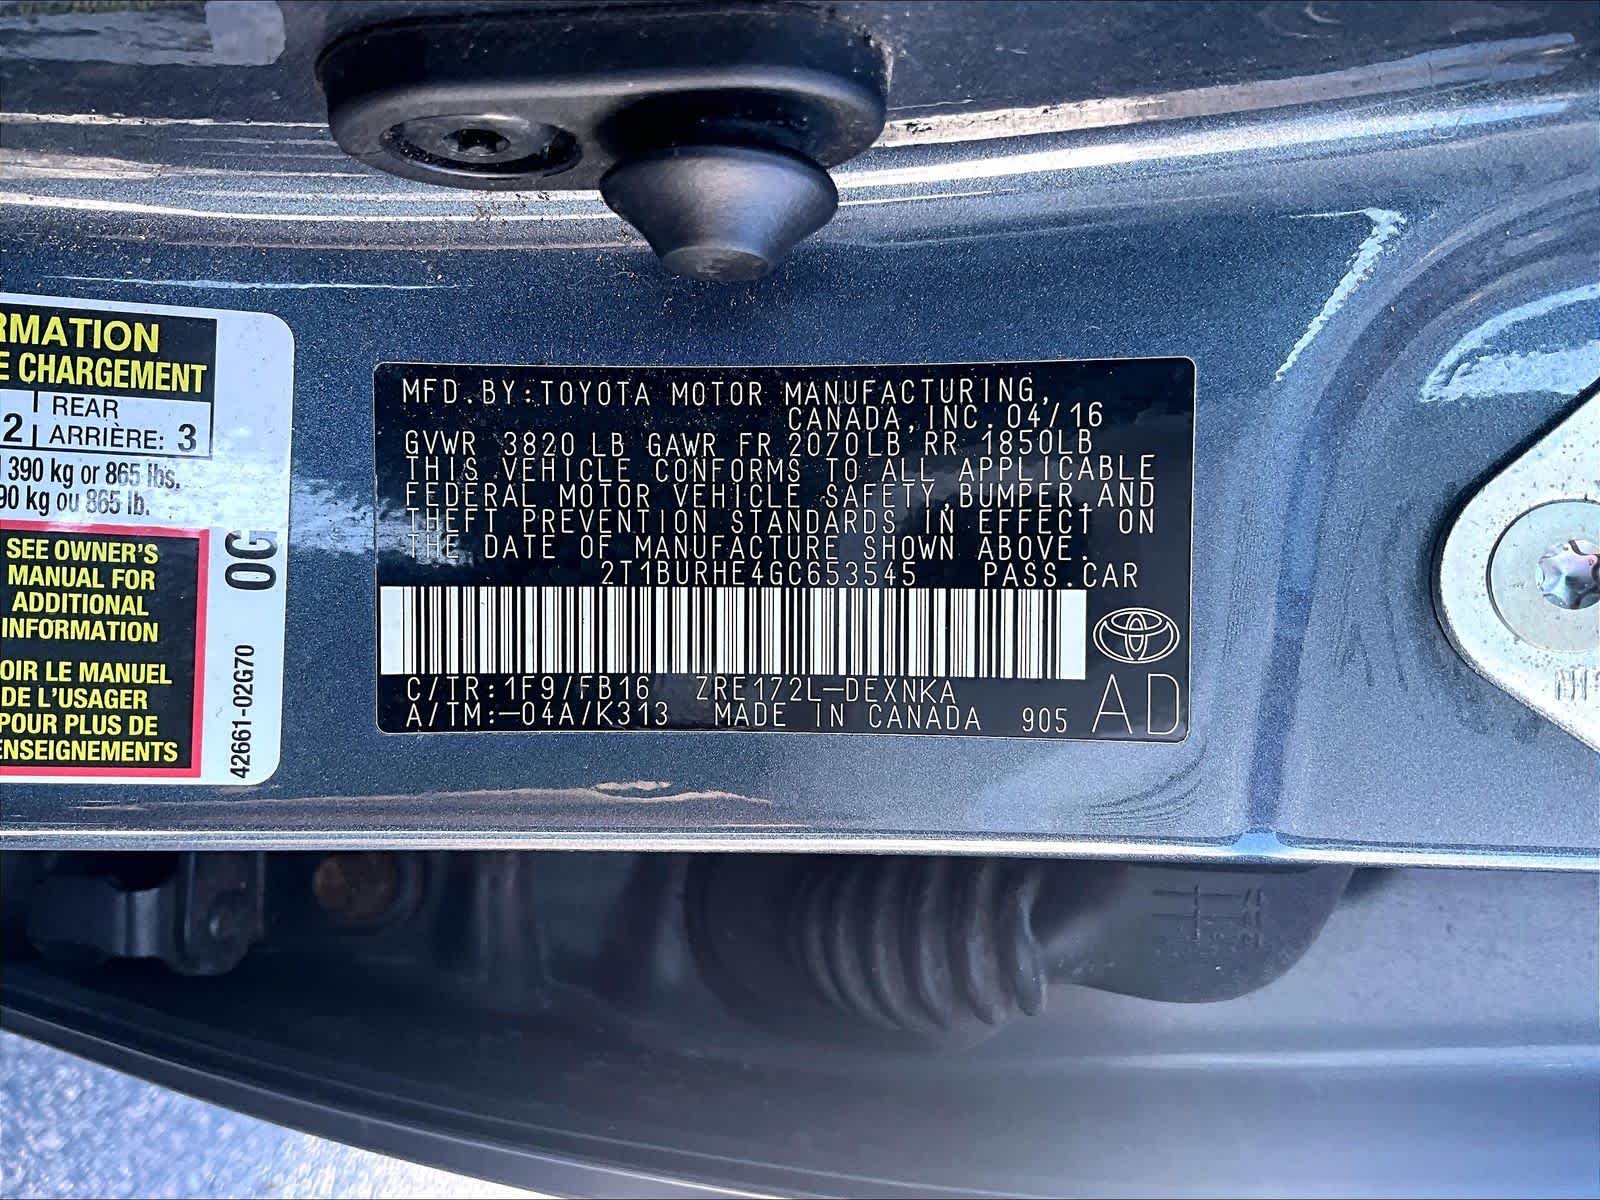 RMATION
E CHARGEMENT
2 REAR
ARRIÈRE: 3
390 kg or 865 lbs.
90 kg ou 865 lb.
SEE OWNER'S
MANUAL FOR
ADDITIONAL
INFORMATION
OIR LE MANUEL
DE L'USAGER
POUR PLUS DE
ENSEIGNEMENTS
0G
42661-02G70
MFD.BY:TOYOTA MOTOR MANUFACTURING,
CANADA,INC.04/16
GVWR 3820 LB GAWR FR 2070LB RR 1850LB
THIS VEHICLE CONFORMS TO ALL APPLICABLE
FEDERAL MOTOR VEHICLE SAFETY,BUMPER,AND
THEFT PREVENTION STANDARDS IN EFFECT ON
THE DATE OF MANUFACTURE SHOWN ABOVE.
2T1BURHE4GC653545 PASS.CAR
C/TR:1F9/FB16 ZRE172L-DEXNKA
A/TM:-04A/K313 MADE IN CANADA 905 AD